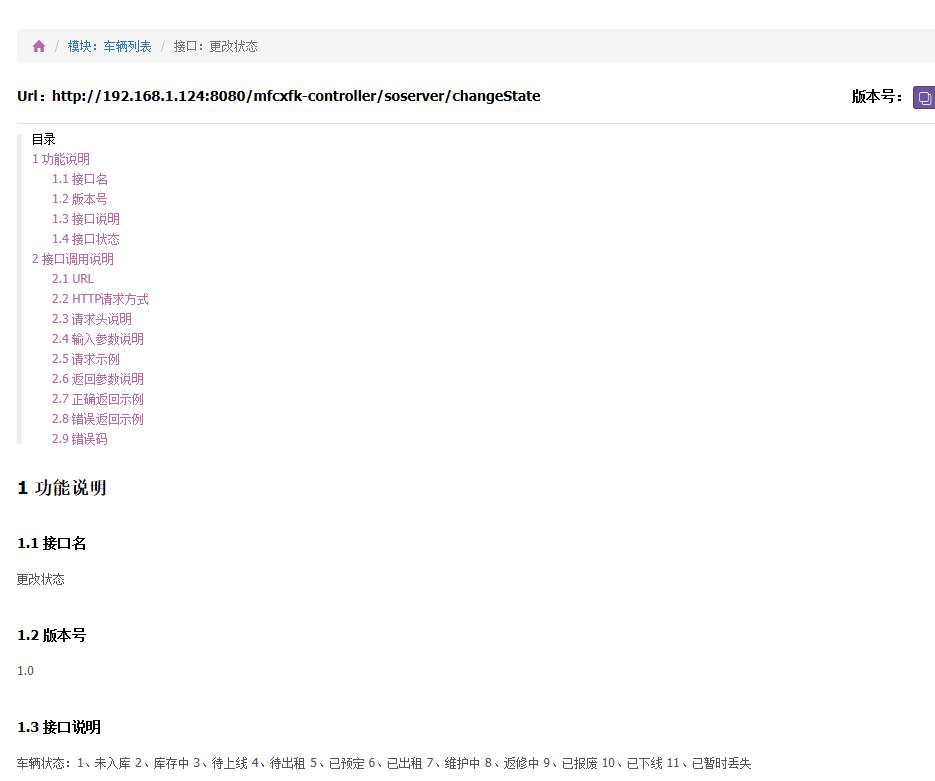 / 模块：车辆列表 / 接口：更改状态
Url：http://192.168.1.124:8080/mfcxfk-controller/soserver/changeState 版本号：
目录
1 功能说明
1.1 接口名
1.2 版本号
1.3 接口说明
1.4 接口状态
2 接口调用说明
2.1 URL
2.2 HTTP请求方式
2.3 请求头说明
2.4 输入参数说明
2.5 请求示例
2.6 返回参数说明
2.7 正确返回示例
2.8 错误返回示例
2.9 错误码
1 功能说明
1.1 接口名
更改状态
1.2 版本号
1.0
1.3 接口说明
车辆状态：1、未入库 2、库存中 3、待上线 4、待出租 5、已预定 6、已出租 7、维护中 8、返修中 9、已报废 10、已下线 11、已暂时丢失